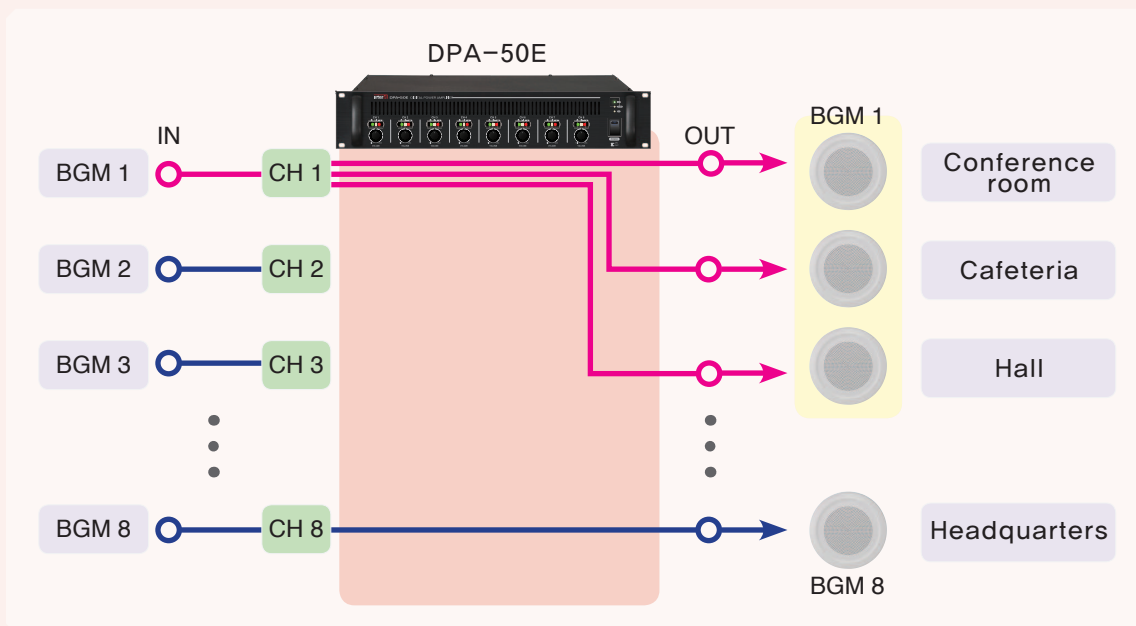 DPA-50E
IN
OUT
BGM 1
BGM 1
CH 1
Conference
room
BGM 2
CH 2
Cafeteria
BGM 3
CH 3
Hall
BGM 8
CH 8
Headquarters
BGM 8